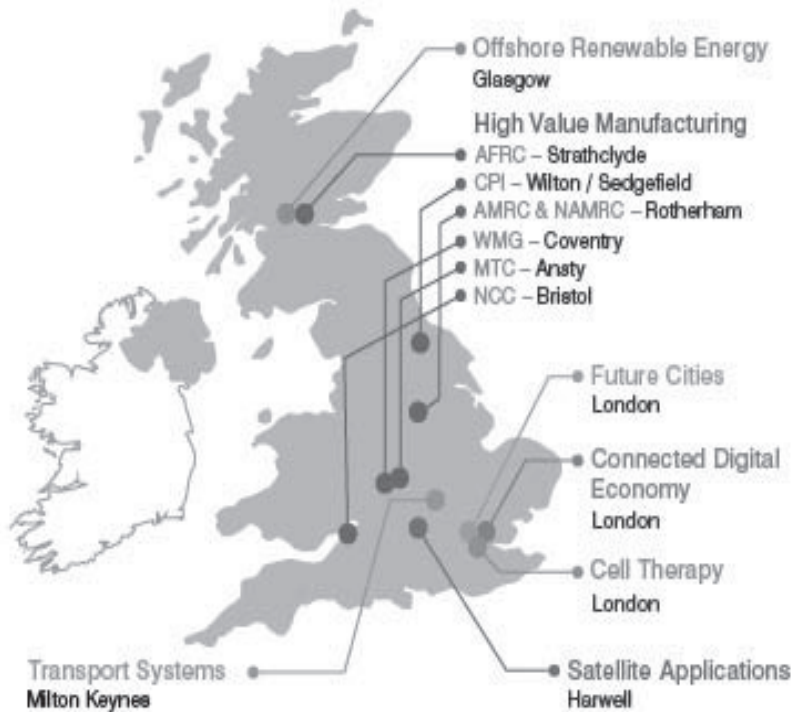 Offshore Renewable Energy
Glasgow
High Value Manufacturing
AFRC – Strathclyde
CPI – Wilton / Sedgefield
AMRC & NAMRC – Rotherham
WMG – Coventry
MTC – Ansty
NCC – Bristol
Future Cities
London
Connected Digital
Economy
London
Cell Therapy
London
Transport Systems
Milton Keynes
Satellite Applications
Harwell